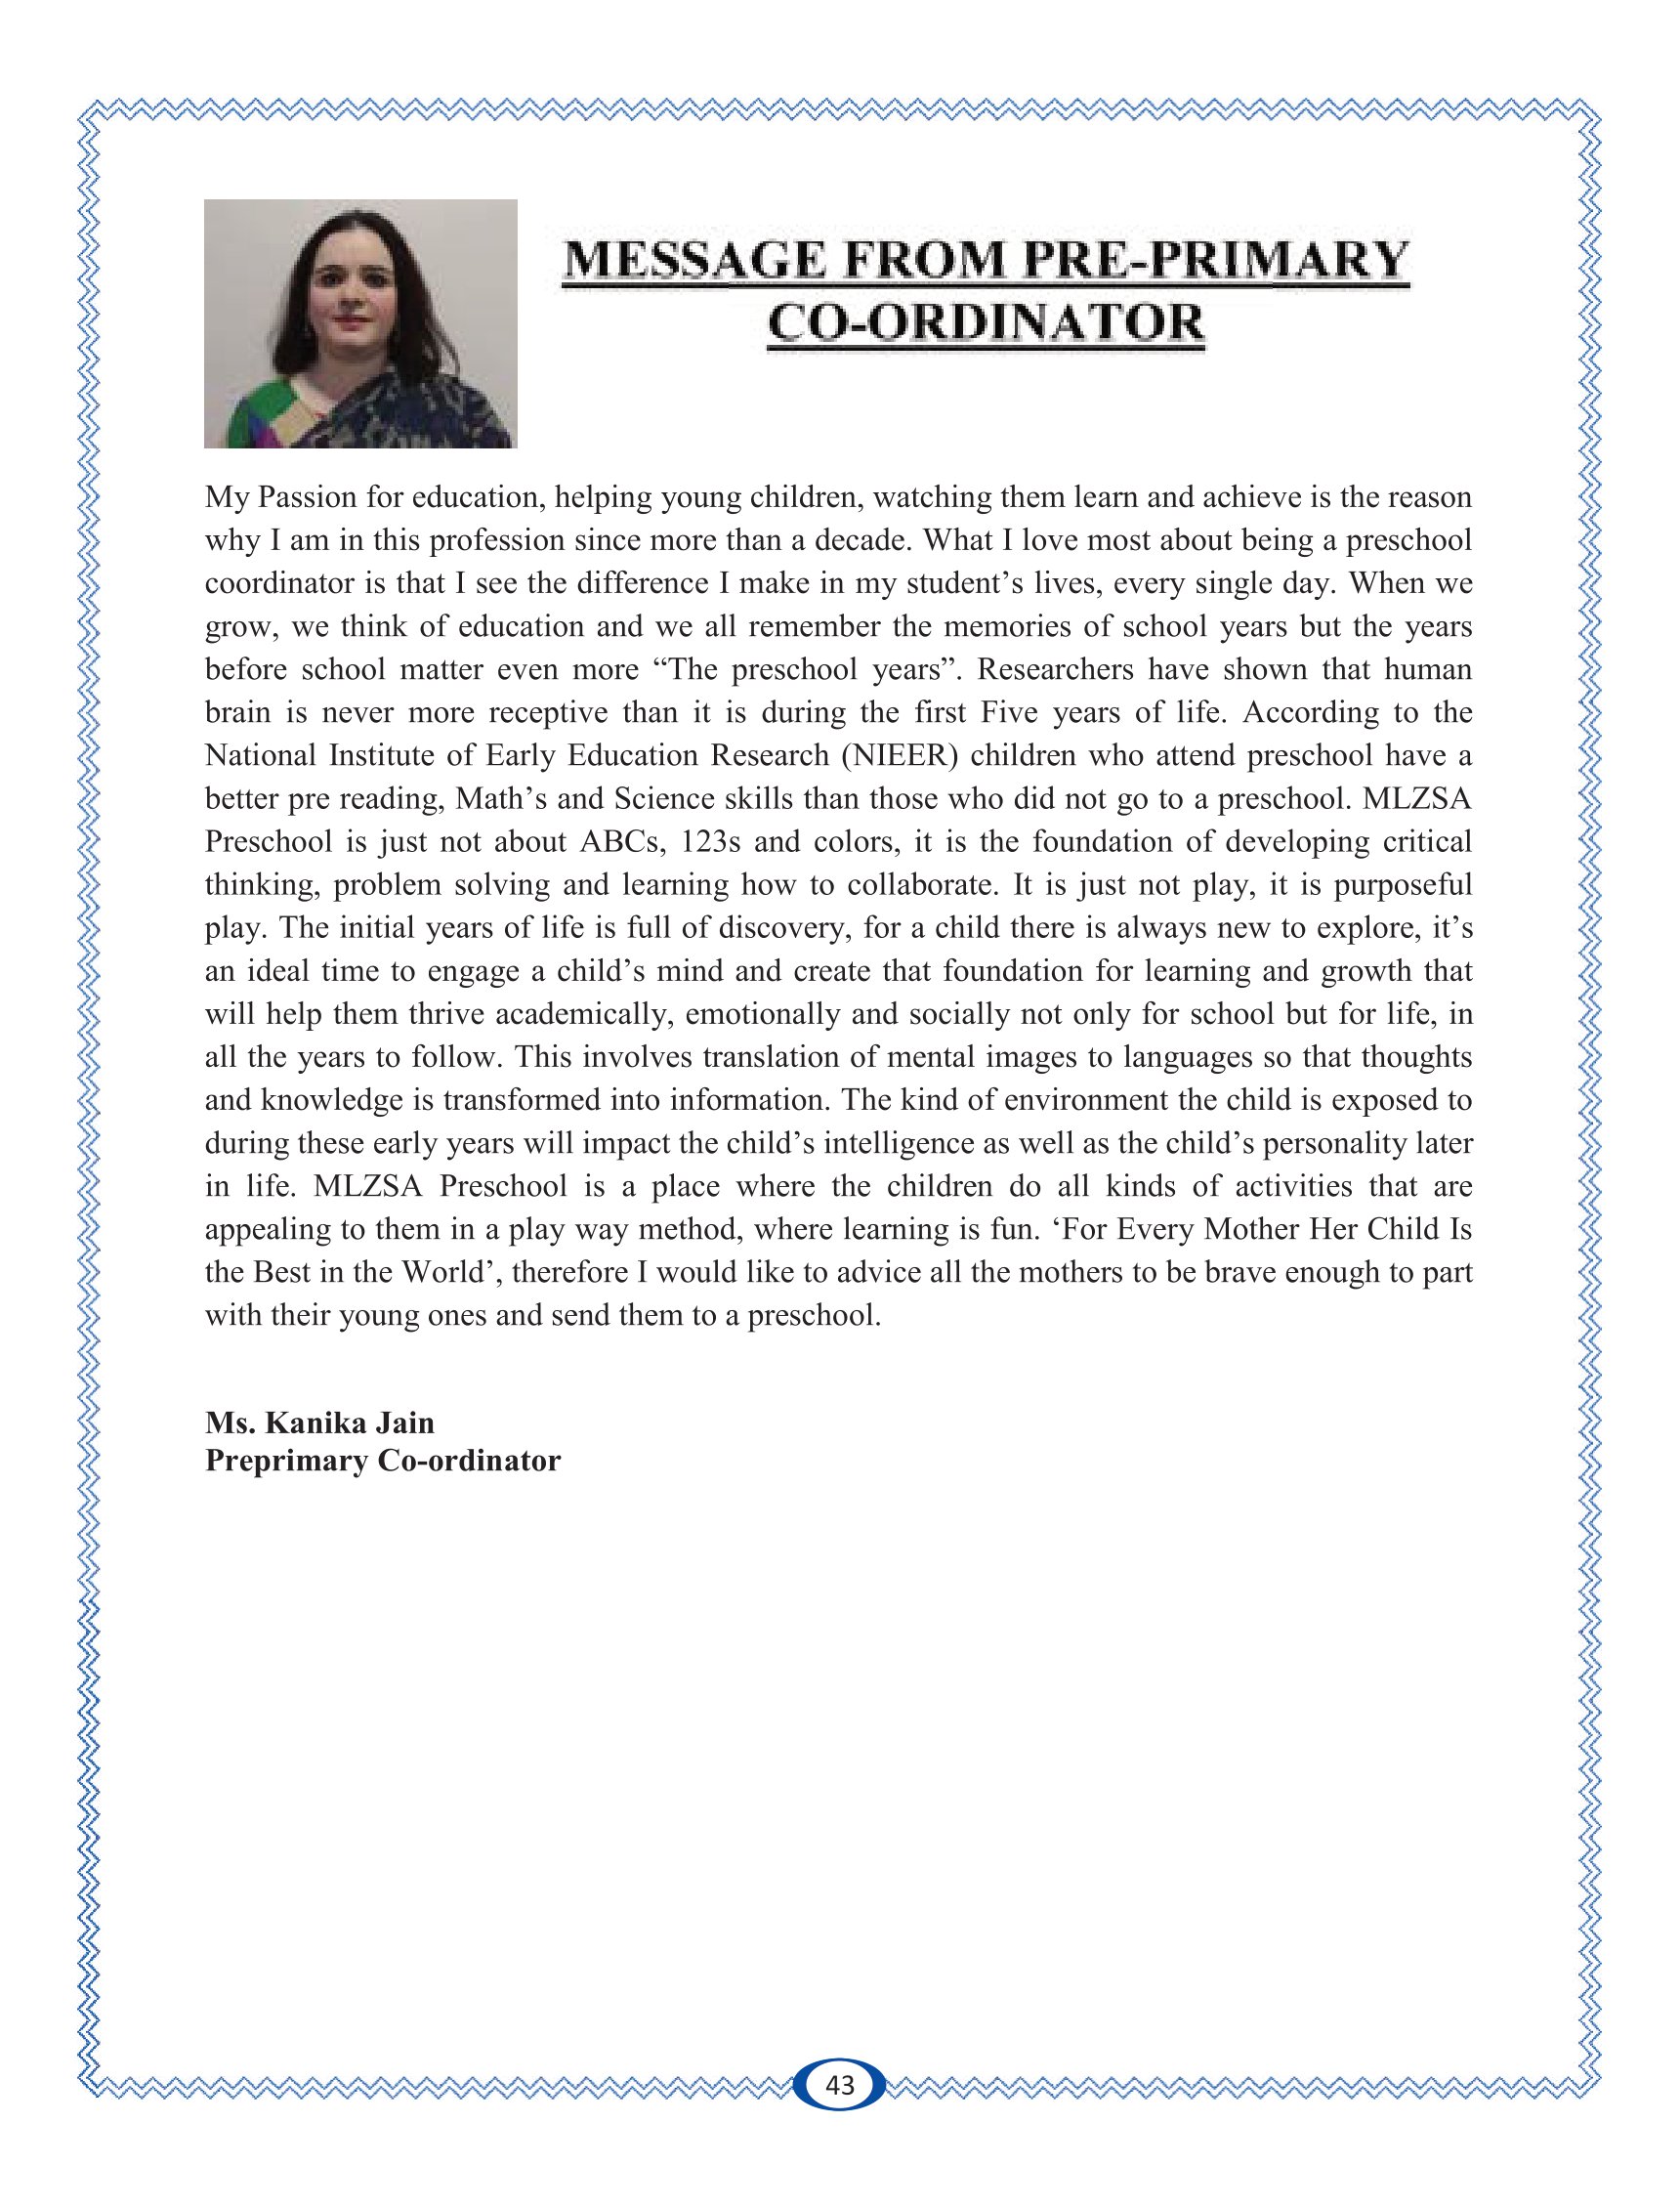 MESSAGE FROM PRE-PRIMARY
CO-ORDINATOR
My Passion for education, helping young children, watching them learn and achieve is the reason
why I am in this profession since more than a decade. What I love most about being a preschool
coordinator is that I see the difference I make in my student’s lives, every single day. When we
grow, we think of education and we all remember the memories of school years but the years
before school matter even more “The preschool years”. Researchers have shown that human
brain is never more receptive than it is during the first Five years of life. According to the
National Institute of Early Education Research (NIEER) children who attend preschool have a
better pre reading, Math’s and Science skills than those who did not go to a preschool. MLZSA
Preschool is just not about ABCs, 123s and colors, it is the foundation of developing critical
thinking, problem solving and learning how to collaborate. It is just not play, it is purposeful
play. The initial years of life is full of discovery, for a child there is always new to explore, it’s
an ideal time to engage a child’s mind and create that foundation for learning and growth that
will help them thrive academically, emotionally and socially not only for school but for life, in
all the years to follow. This involves translation of mental images to languages so that thoughts
and knowledge is transformed into information. The kind of environment the child is exposed to
during these early years will impact the child’s intelligence as well as the child’s personality later
in life. MLZSA Preschool is a place where the children do all kinds of activities that are
appealing to them in a play way method, where learning is fun. ‘For Every Mother Her Child Is
the Best in the World’, therefore I would like to advice all the mothers to be brave enough to part
with their young ones and send them to a preschool.
Ms. Kanika Jain
Preprimary Co-ordinator
43